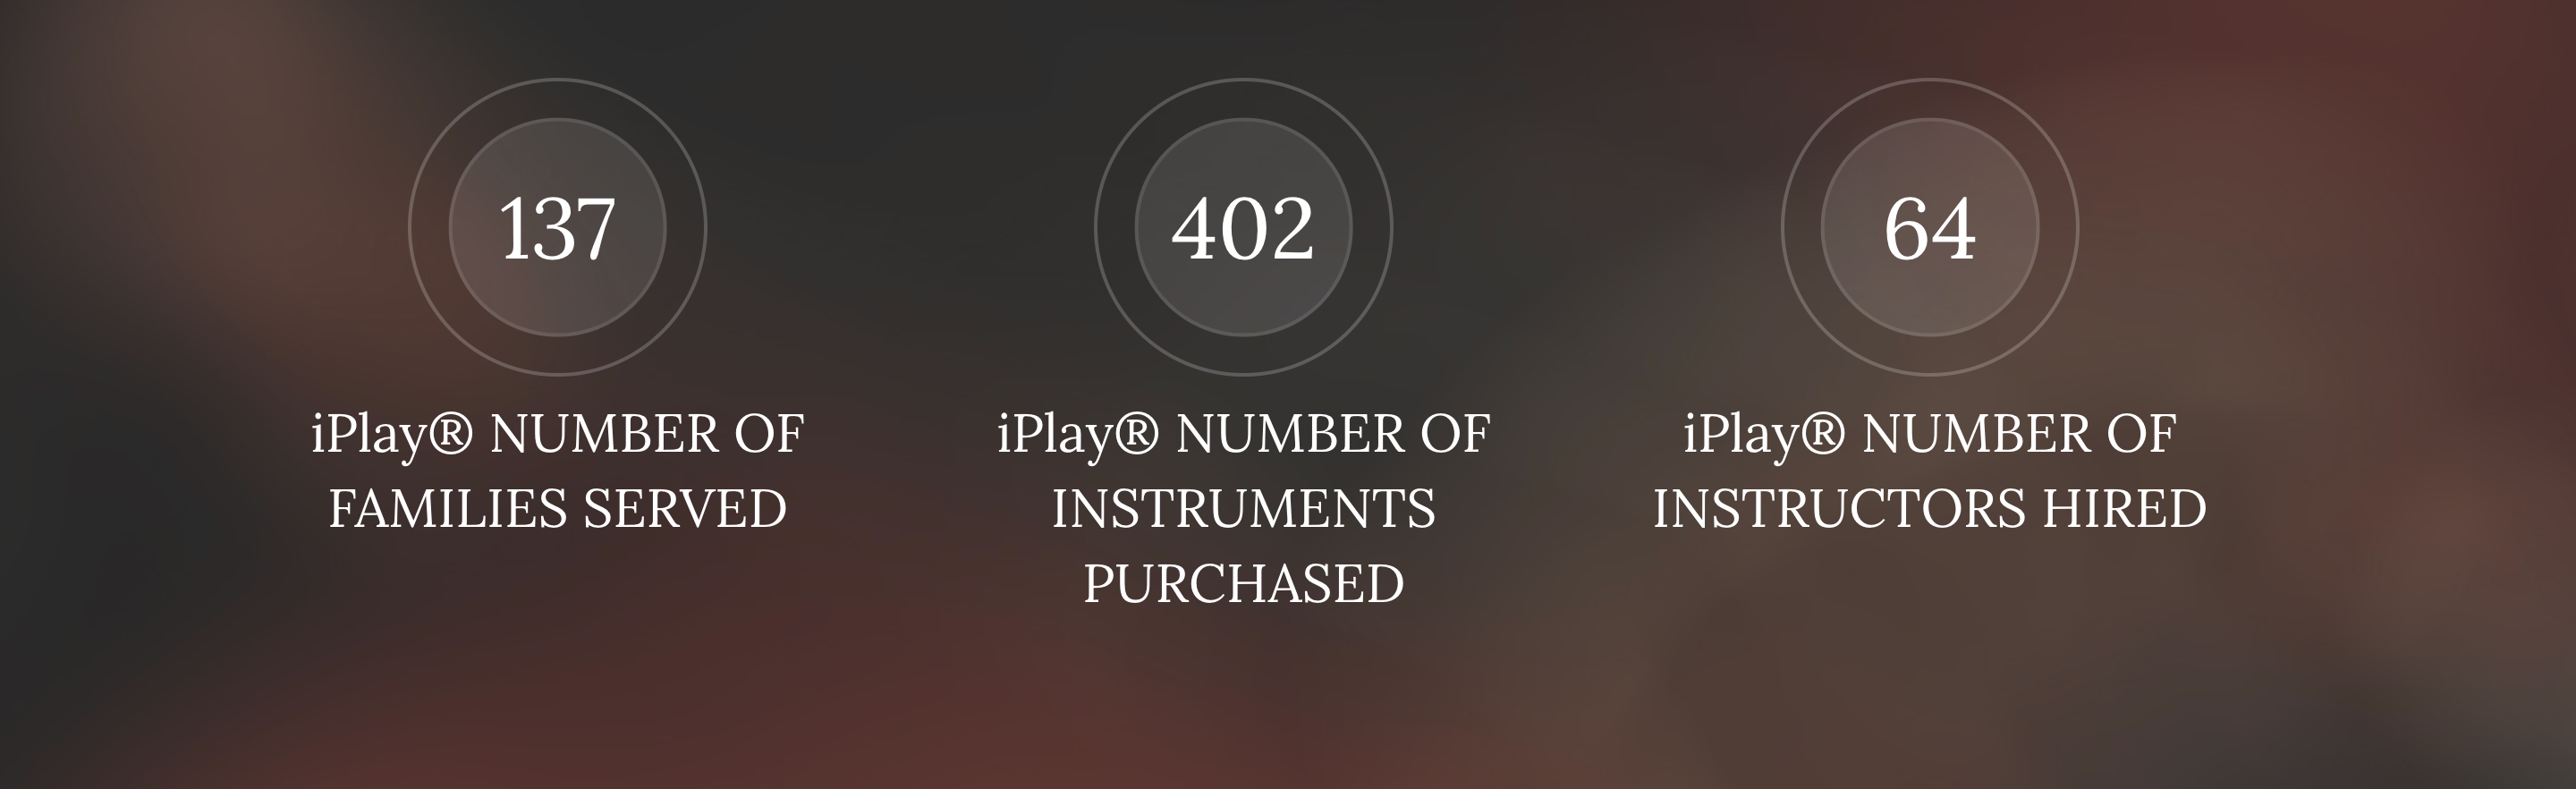 137
iPlay® NUMBER OF
FAMILIES SERVED
402
iPlay® NUMBER OF
INSTRUMENTS
PURCHASED
64
iPlay® NUMBER OF
INSTRUCTORS HIRED